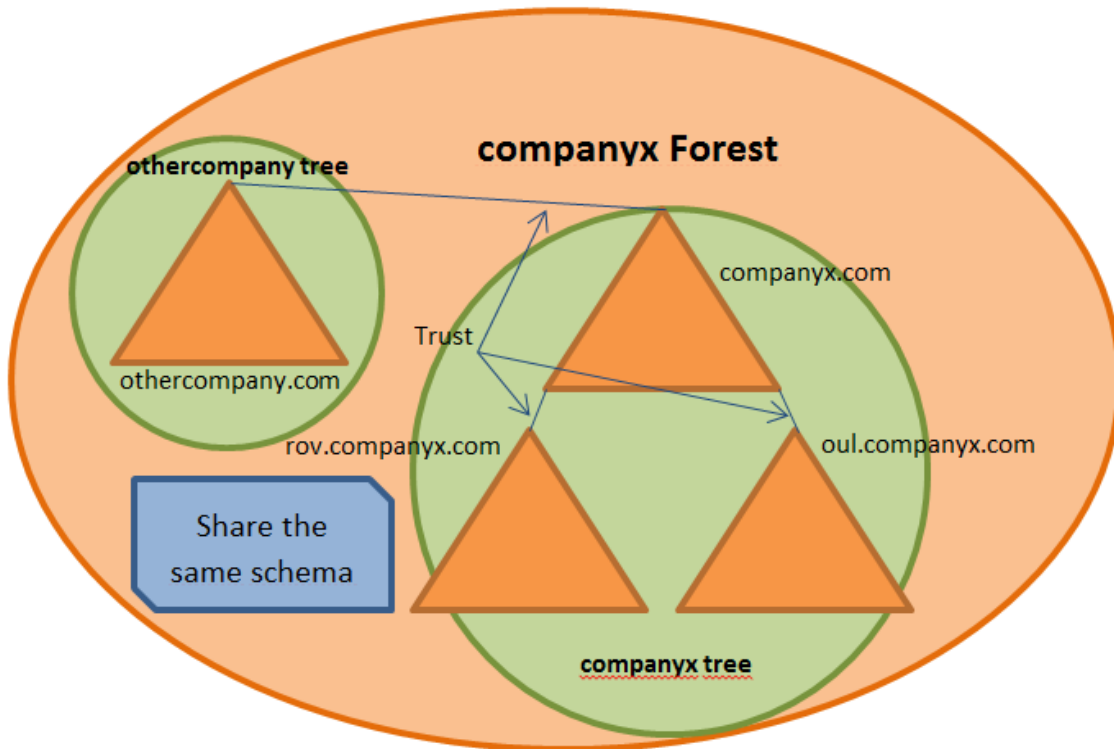 companyx Forest
othercompany tree
companyx.com
Trust
othercompany.com
rov.companyx.com
oul.companyx.com
Share the
same schema
companyx tree